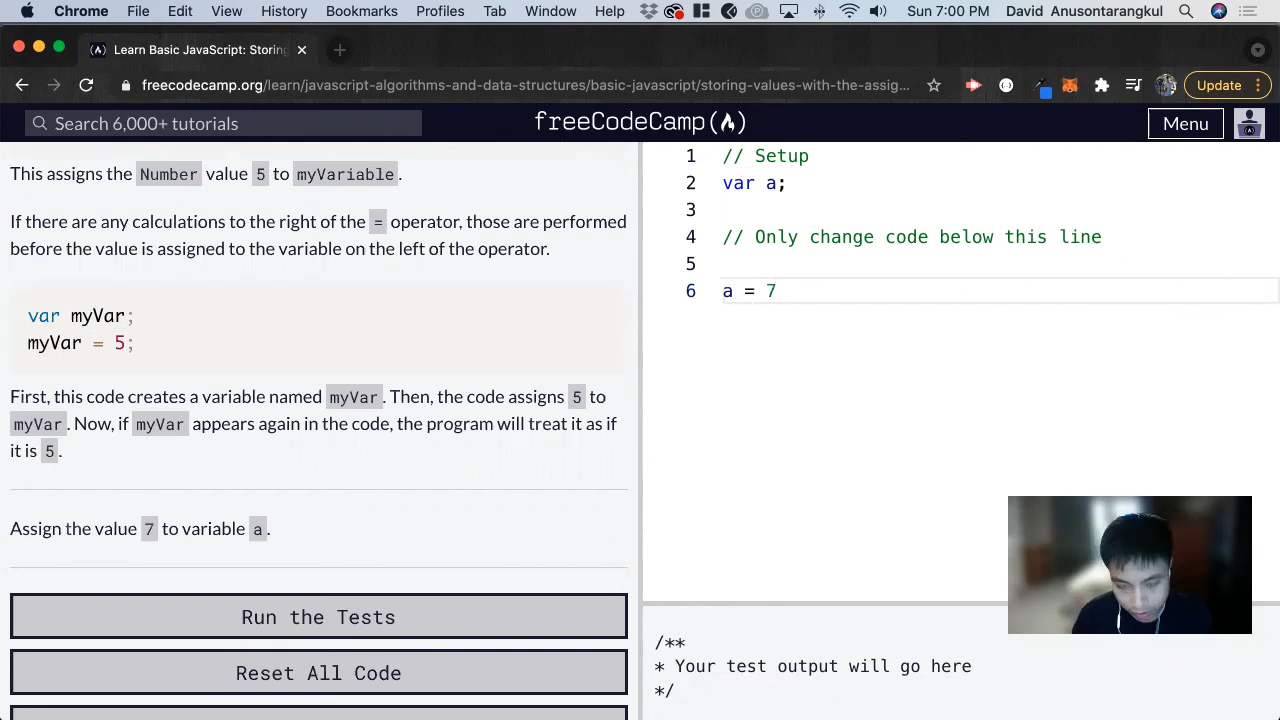 Chrome File Edit View History Bookmarks Profiles Tab Window Help Sun 7:00 PM David Anusontarangkul
Learn Basic JavaScript: Storing
freecodecamp.org/learn/javascript-algorithms-and-data-structures/basic-javascript/storing-values-with-the-assig... Update
Search 6,000+ tutorials
freeCodeCamp
Menu
This assigns the Number value 5 to myVariable.
If there are any calculations to the right of the = operator, those are performed
before the value is assigned to the variable on the left of the operator.
var myVar;
myVar = 5;
First, this code creates a variable named myVar. Then, the code assigns 5 to
myVar. Now, if myVar appears again in the code, the program will treat it as if
it is 5.
Assign the value 7 to variable a.
Run the Tests
Reset All Code
1 // Setup
2 var a;
3
4 // Only change code below this line
5
6 a = 7
/**
* Your test output will go here
*/